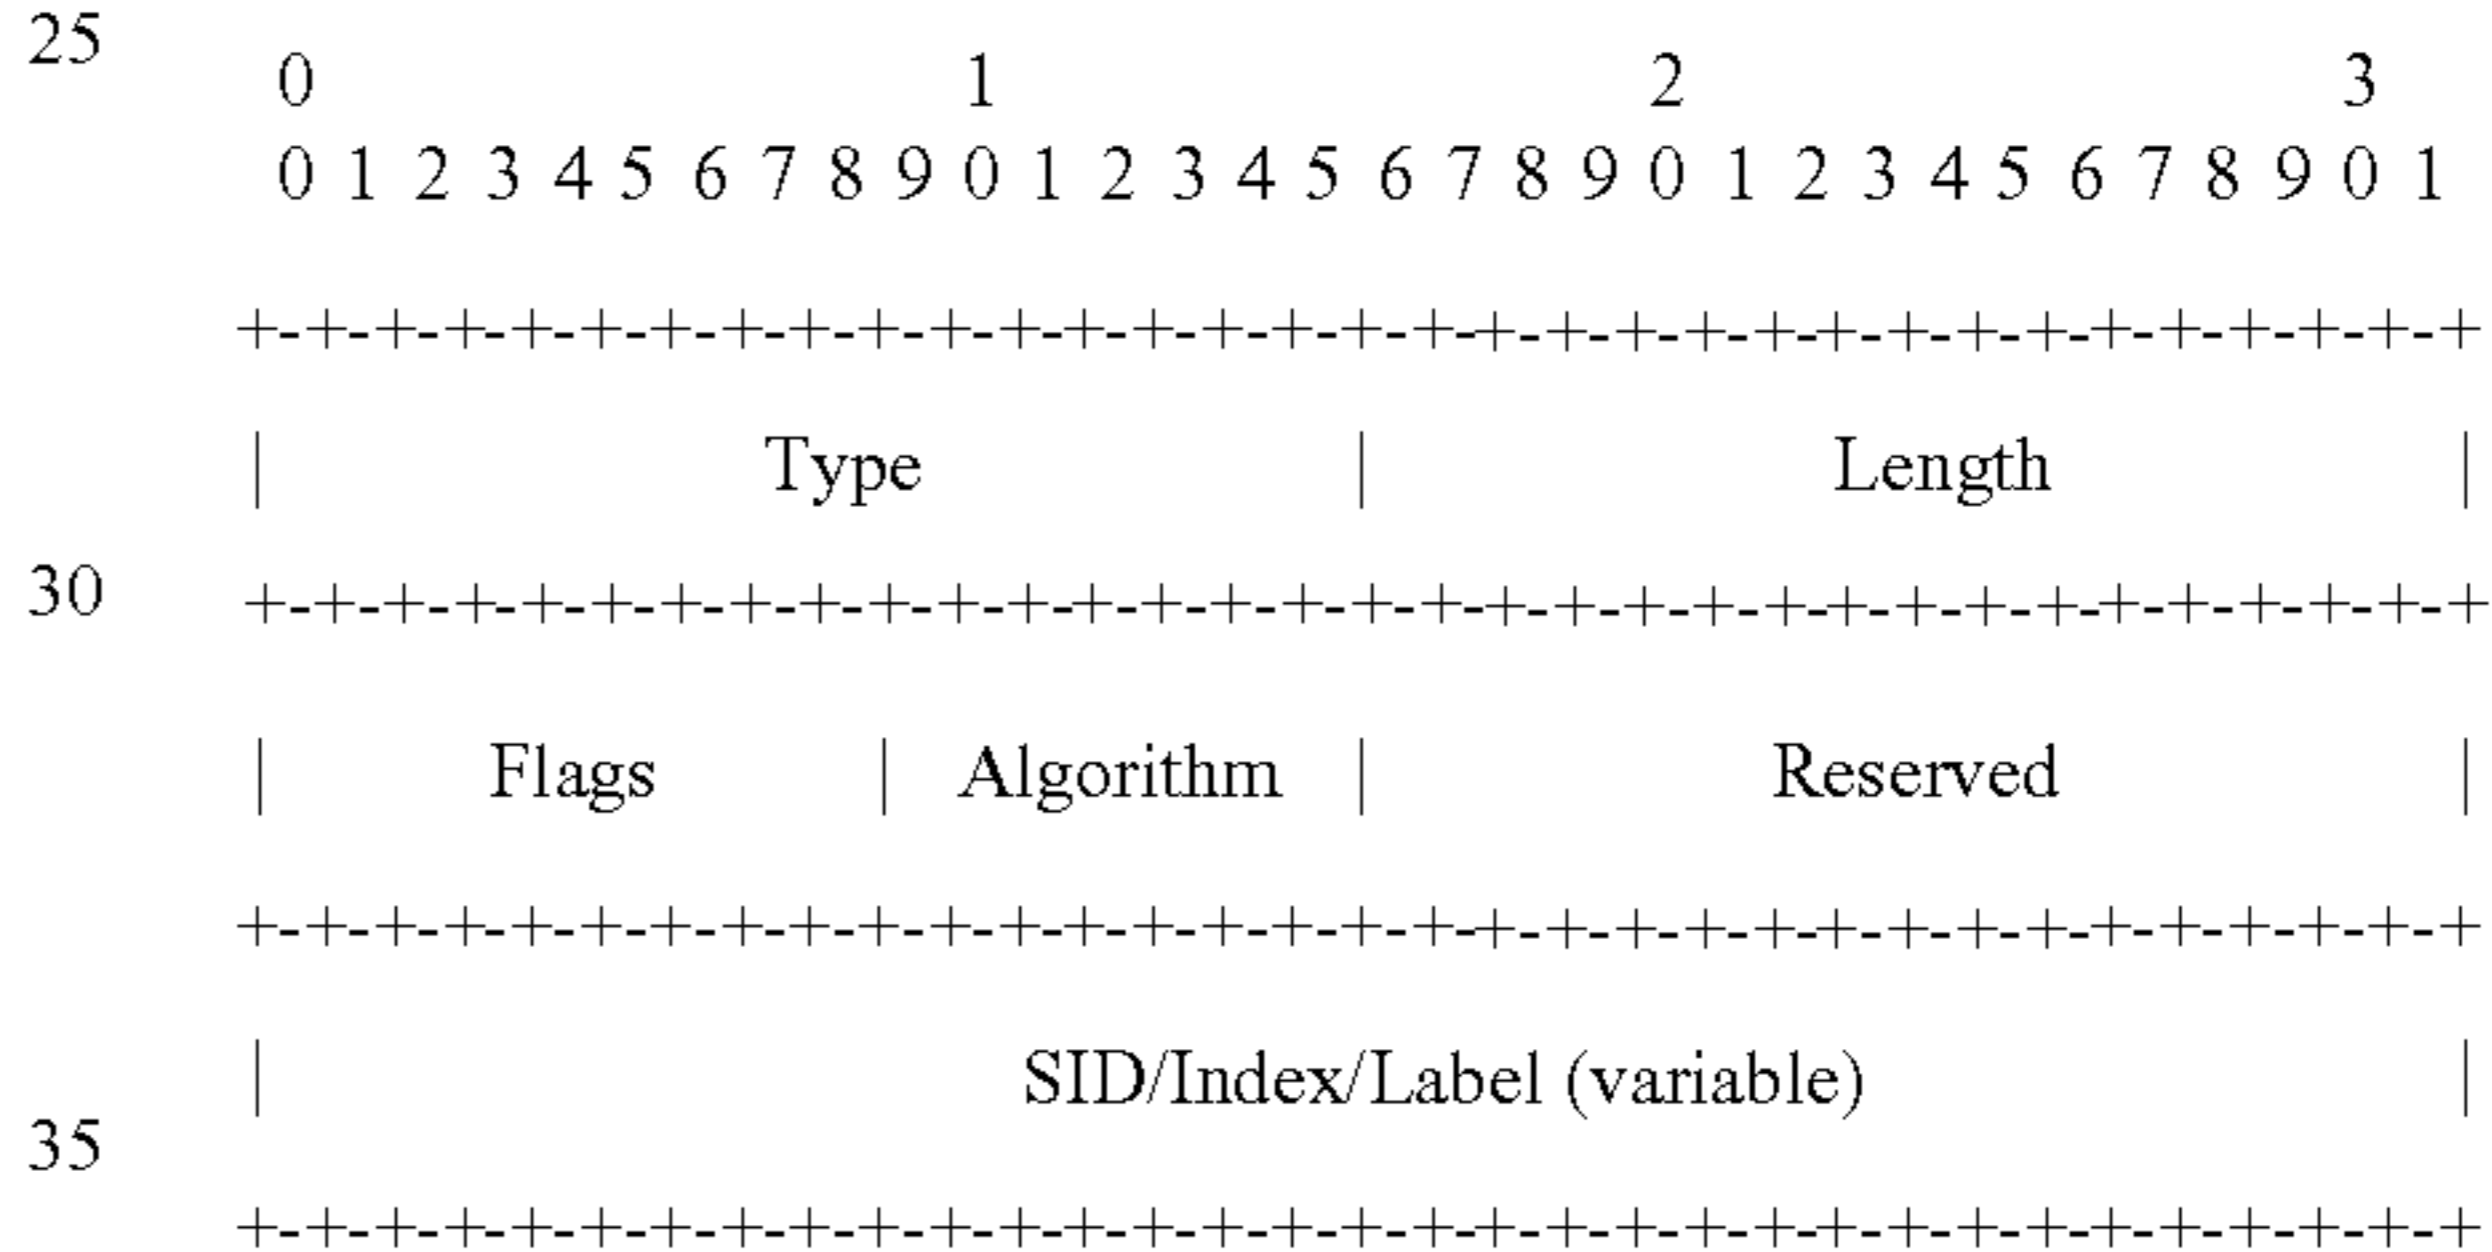 25
0 1 2 3
0 1 2 3 4 5 6 7 8 9 0 1 2 3 4 5 6 7 8 9 0 1 2 3 4 5 6 7 8 9 0 1
+-+-+-+-+-+-+-+-+-+-+-+-+-+-+-+-+-+-+-+-+-+-+-+-+-+-+-+-+-+-+-+-+
| Type | Length |
30 +-+-+-+-+-+-+-+-+-+-+-+-+-+-+-+-+-+-+-+-+-+-+-+-+-+-+-+-+-+-+-+-+
| Flags | Algorithm | Reserved |
+-+-+-+-+-+-+-+-+-+-+-+-+-+-+-+-+-+-+-+-+-+-+-+-+-+-+-+-+-+-+-+-+
| SID/Index/Label (variable) |
35
+-+-+-+-+-+-+-+-+-+-+-+-+-+-+-+-+-+-+-+-+-+-+-+-+-+-+-+-+-+-+-+-+